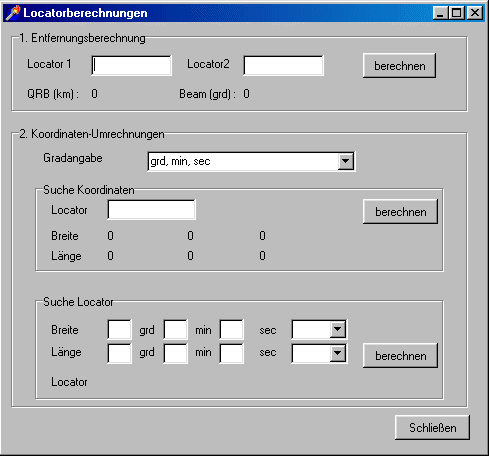 Locatorberechnungen
1. Entfernungsberechnung
Locator 1 Locator2 berechnen
QRB (km) : 0 Beam (grd) : 0
2. Koordinaten-Umrechnungen
Gradangabe grd, min, sec
Suche Koordinaten
Locator berechnen
Breite 0 0 0
Länge 0 0 0
Suche Locator
Breite grd min sec
Länge grd min sec berechnen
Locator
Schließen